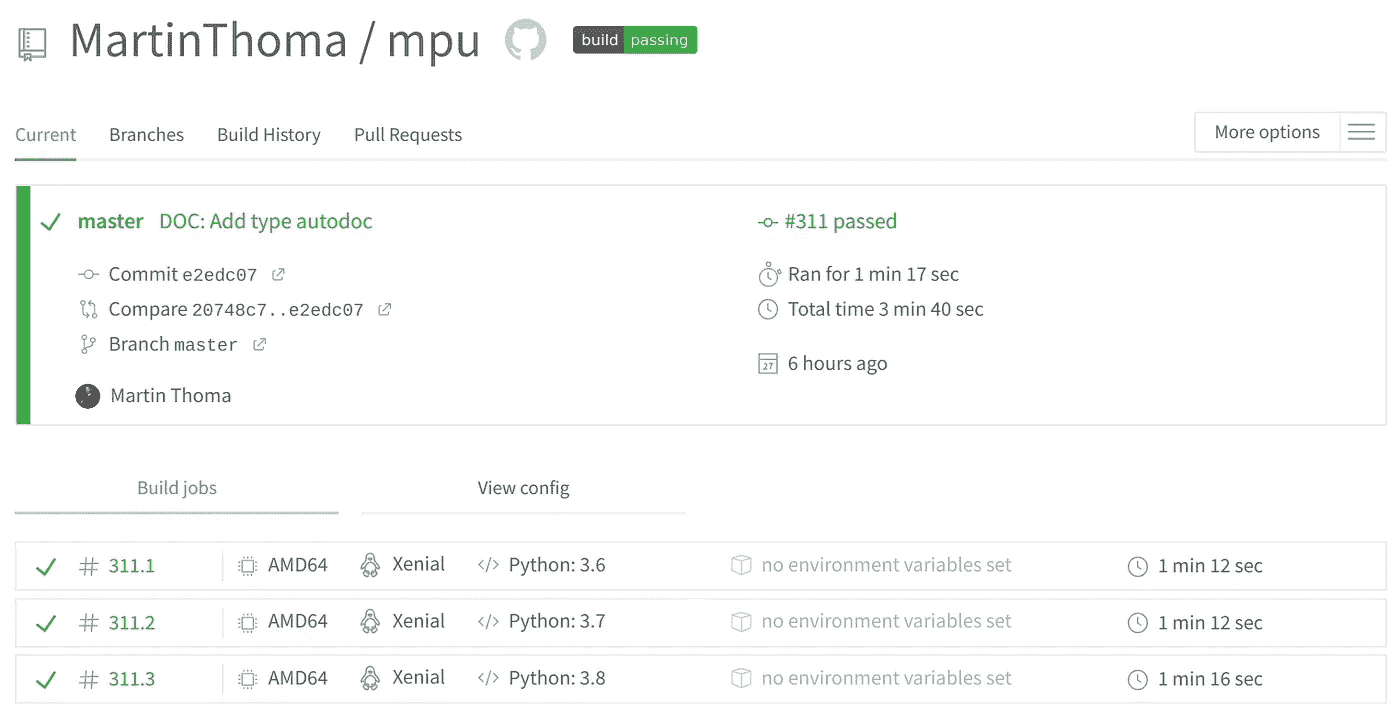 MartinThoma / mpu build passing
Current Branches Build History Pull Requests More options
master DOC: Add type autodoc #311 passed
Commit e2edc07 Ran for 1 min 17 sec
Compare 20748c7..e2edc07 Total time 3 min 40 sec
Branch master
27 6 hours ago
Martin Thoma
Build jobs View config
# 311.1 AMD64 Xenial </> Python: 3.6 no environment variables set 1 min 12 sec
# 311.2 AMD64 Xenial </> Python: 3.7 no environment variables set 1 min 12 sec
# 311.3 AMD64 Xenial </> Python: 3.8 no environment variables set 1 min 16 sec